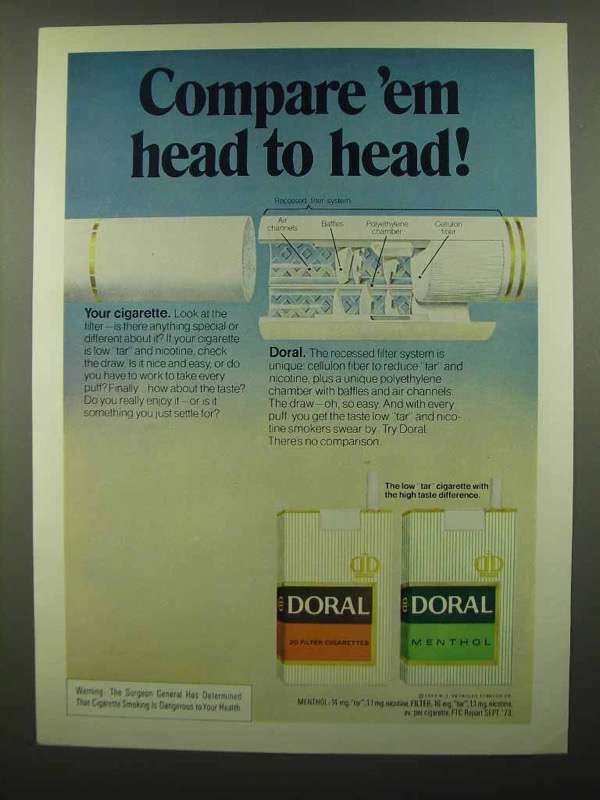 Compare 'em
head to head!
Recessed filter system
Air
channels
Baffles
Polyethylene
chamber
Cellulon
fiber
Your cigarette. Look at the
filter—is there anything special or
different about it? If your cigarette
is low "tar" and nicotine, check
the draw. Is it nice and easy, or do
you have to work to take every
puff? Finally...how about the taste?
Do you really enjoy it—or is it
something you just settle for?
Doral. The recessed filter system is
unique: cellulon fiber to reduce "tar" and
nicotine, plus a unique polyethylene
chamber with baffles and air channels.
The draw—oh, so easy. And with every
puff, you get the taste low "tar" and nico-
tine smokers swear by. Try Doral.
There's no comparison.
The low "tar" cigarette with
the high taste difference.
DORAL
20 FILTER CIGARETTES
DORAL
MENTHOL
Warning: The Surgeon General Has Determined
That Cigarette Smoking Is Dangerous to Your Health
R. J. REYNOLDS TOBACCO CO.
MENTHOL: 14 mg. "tar", 1.1 mg. nicotine, FILTER: 16 mg. "tar", 1.1 mg. nicotine,
av. per cigarette, FTC Report SEPT. '73.